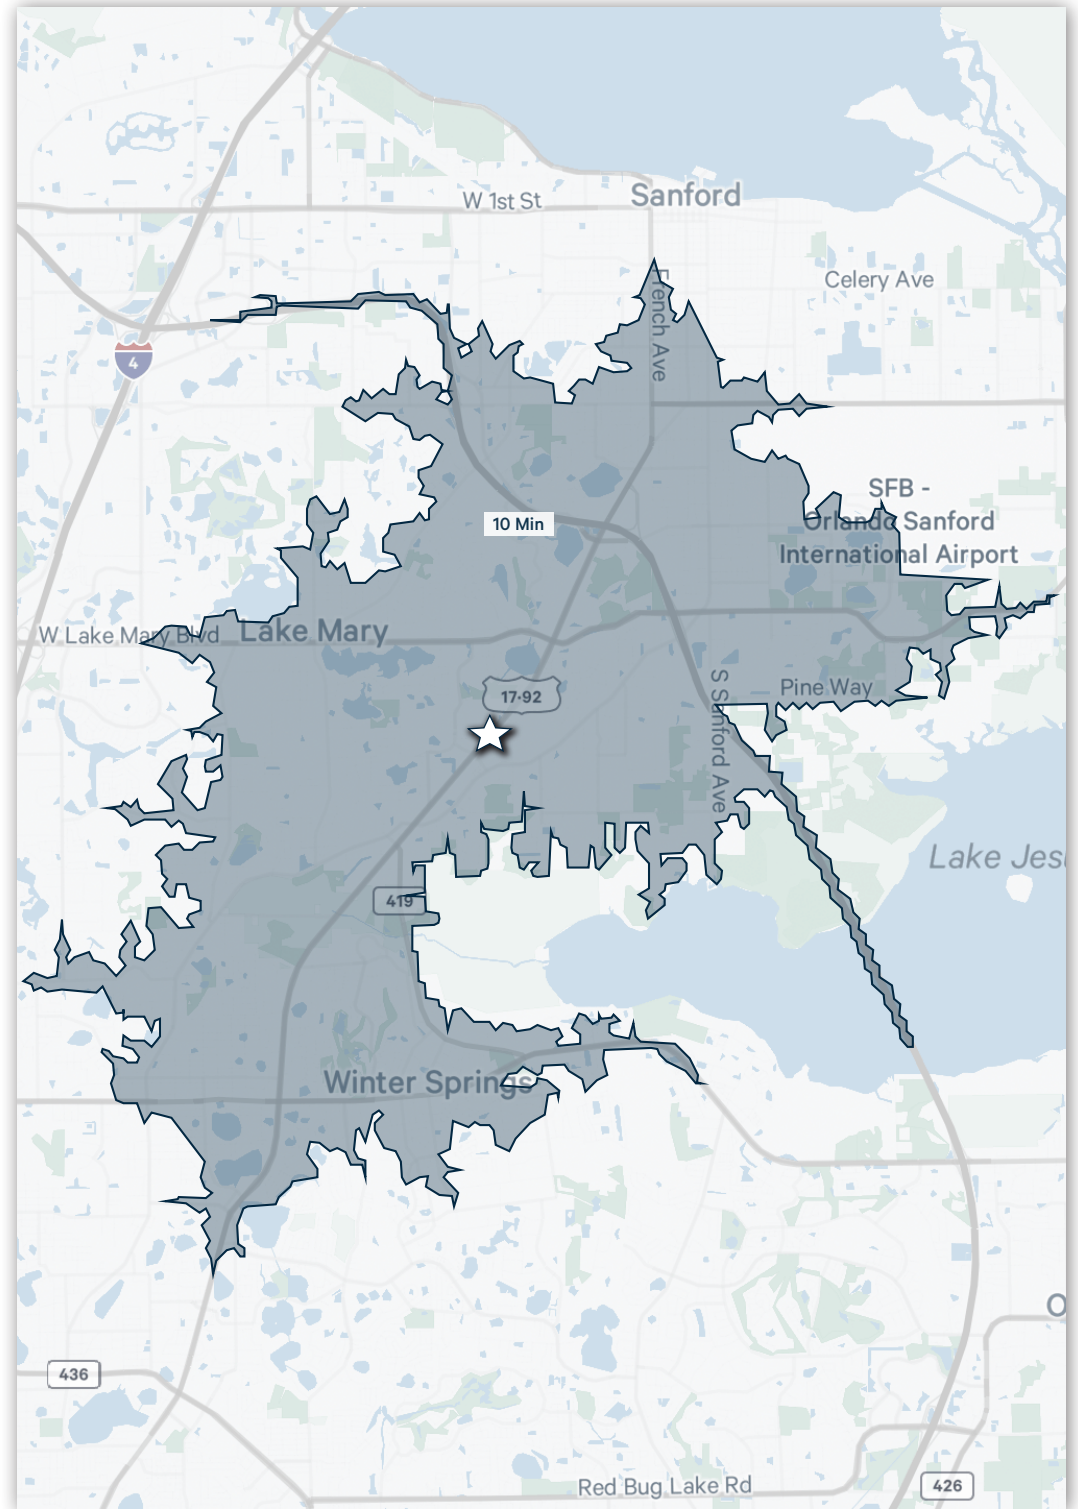 W 1st St
Sanford
Celery Ave
French Ave
4
SFB -
Orlando Sanford
International Airport
10 Min
W Lake Mary Blvd
Lake Mary
17-92
Pine Way
S Sanford Ave
Lake Jes
419
Winter Springs
O
436
Red Bug Lake Rd
426